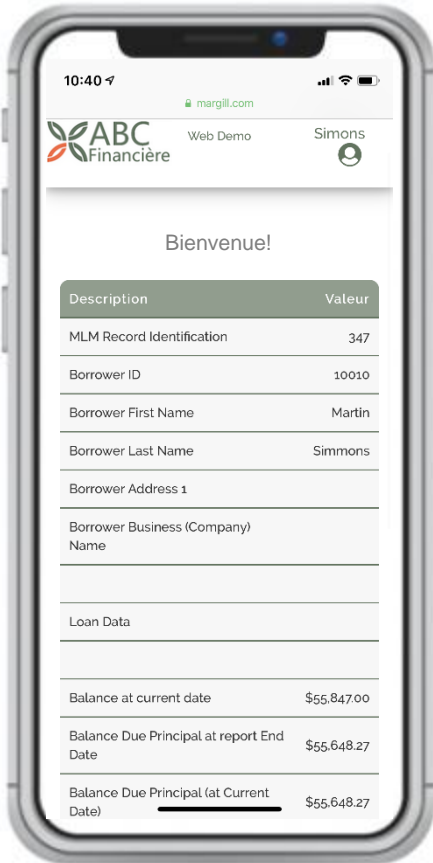 10:40
margill.com
ABC
Financière
Web Demo
Simons
Bienvenue!
Description Valeur
MLM Record Identification 347
Borrower ID 10010
Borrower First Name Martin
Borrower Last Name Simmons
Borrower Address 1
Borrower Business (Company)
Name
Loan Data
Balance at current date $55,847.00
Balance Due Principal at report End
Date $55,648.27
Balance Due Principal (at Current
Date) $55,648.27